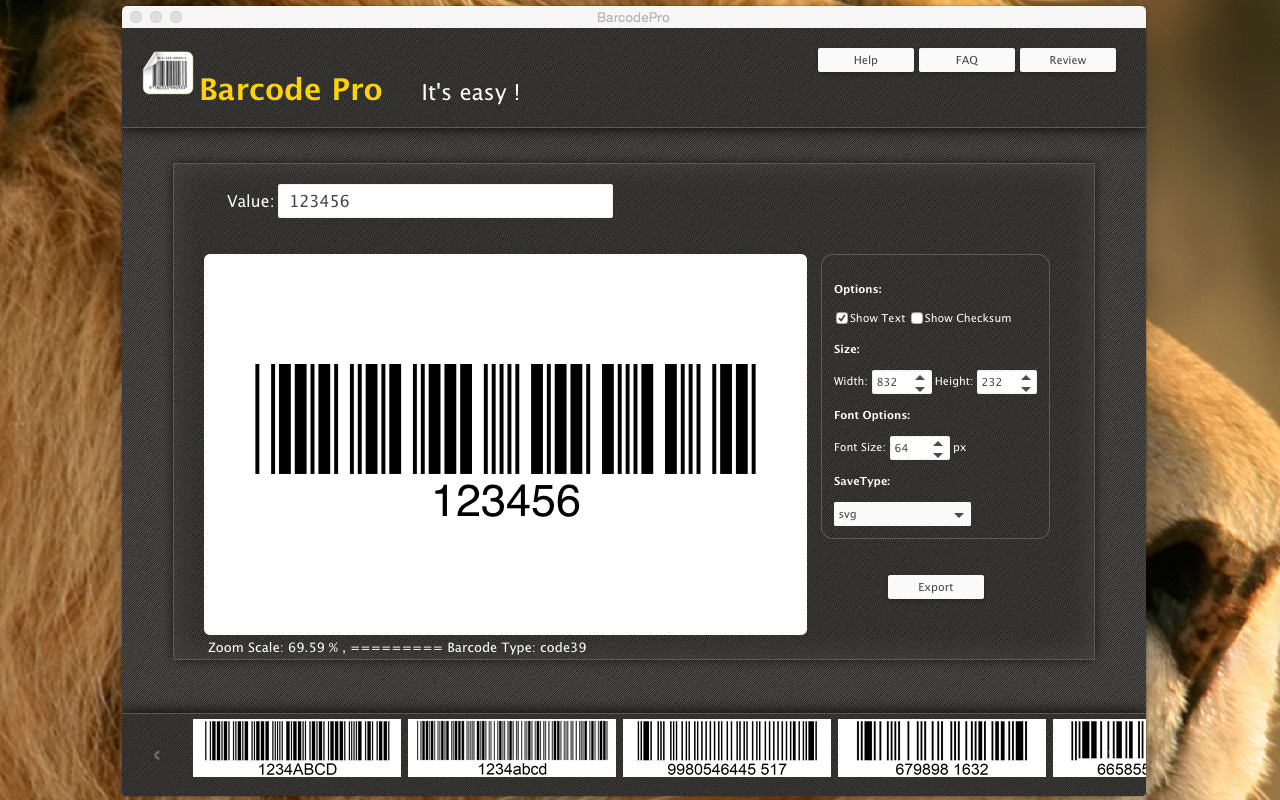 BarcodePro
Help FAQ Review
Barcode Pro It's easy !
Value: 123456
Options:
Show Text Show Checksum
Size:
Width: 832 Height: 232
Font Options:
Font Size: 64 px
SaveType:
svg
123456
Export
Zoom Scale: 69.59 % , ========= Barcode Type: code39
1234ABCD 1234abcd 9980546445 517 679898 1632 665855